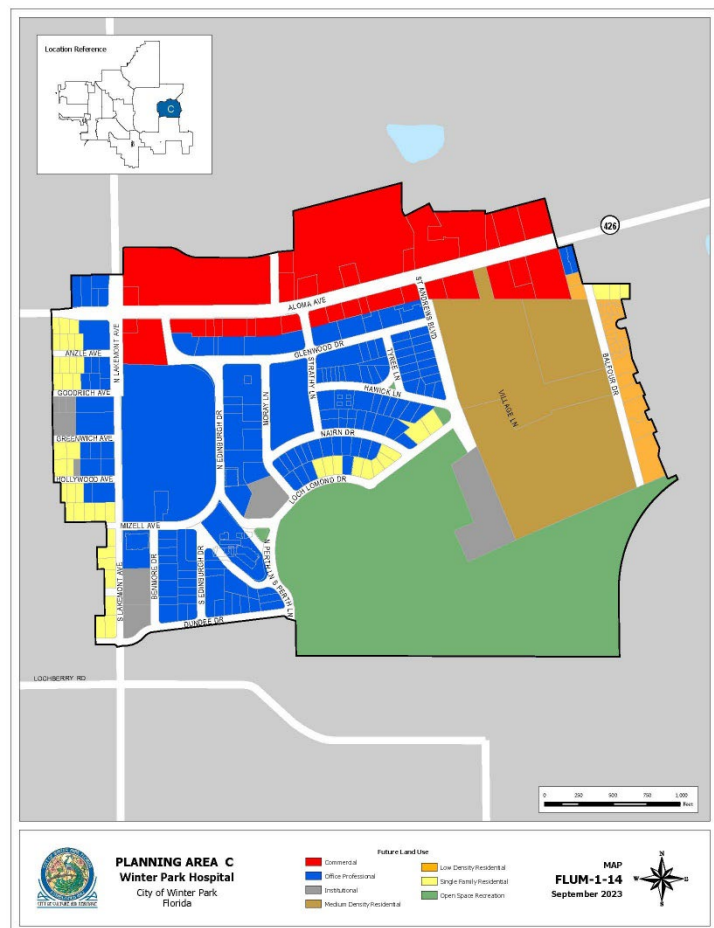 Location Reference
C
426
ALOMA AVE
ST ANDREWS BLVD
N LAKEMONT AVE
ANZLE AVE
GLENWOOD DR
STRATHY LN
TYREE LN
BALFOUR DR
GOODRICH AVE
HAWICK LN
N EDINBURGH DR
MORAY LN
VILLAGE LN
GREENWICH AVE
NAIRN DR
HOLLYWOOD AVE
LOCH LOMOND DR
MIZELL AVE
N PERTH LN
S PERTH LN
S LAKEMONT AVE
BENMORE DR
S EDINBURGH DR
DUNDEE DR
LOCHBERRY RD
0 250 500 750 1,000
Feet
PLANNING AREA C
Winter Park Hospital
City of Winter Park
Florida
Future Land Use
Commercial
Office Professional
Institutional
Medium Density Residential
Low Density Residential
Single Family Residential
Open Space Recreation
MAP
FLUM-1-14
September 2023
N
S